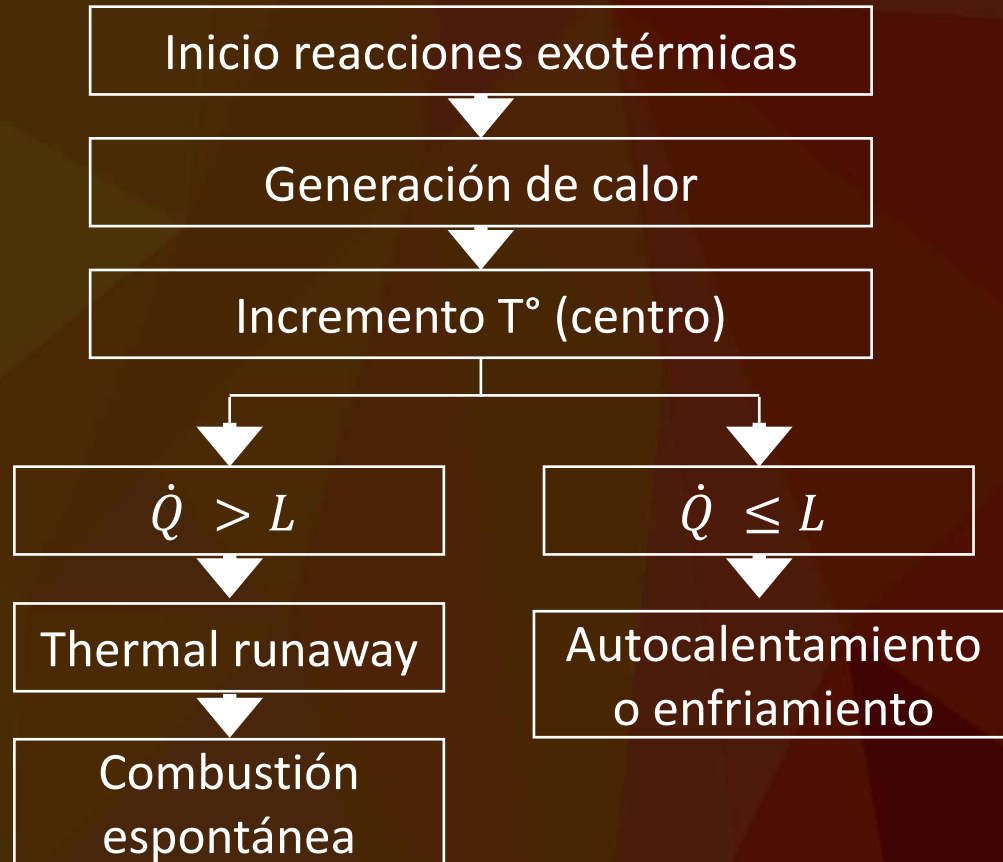 Inicio reacciones exotérmicas
Generación de calor
Incremento T° (centro)
Q̇ > L
Q̇ ≤ L
Thermal runaway
Autocalentamiento
o enfriamiento
Combustión
espontánea